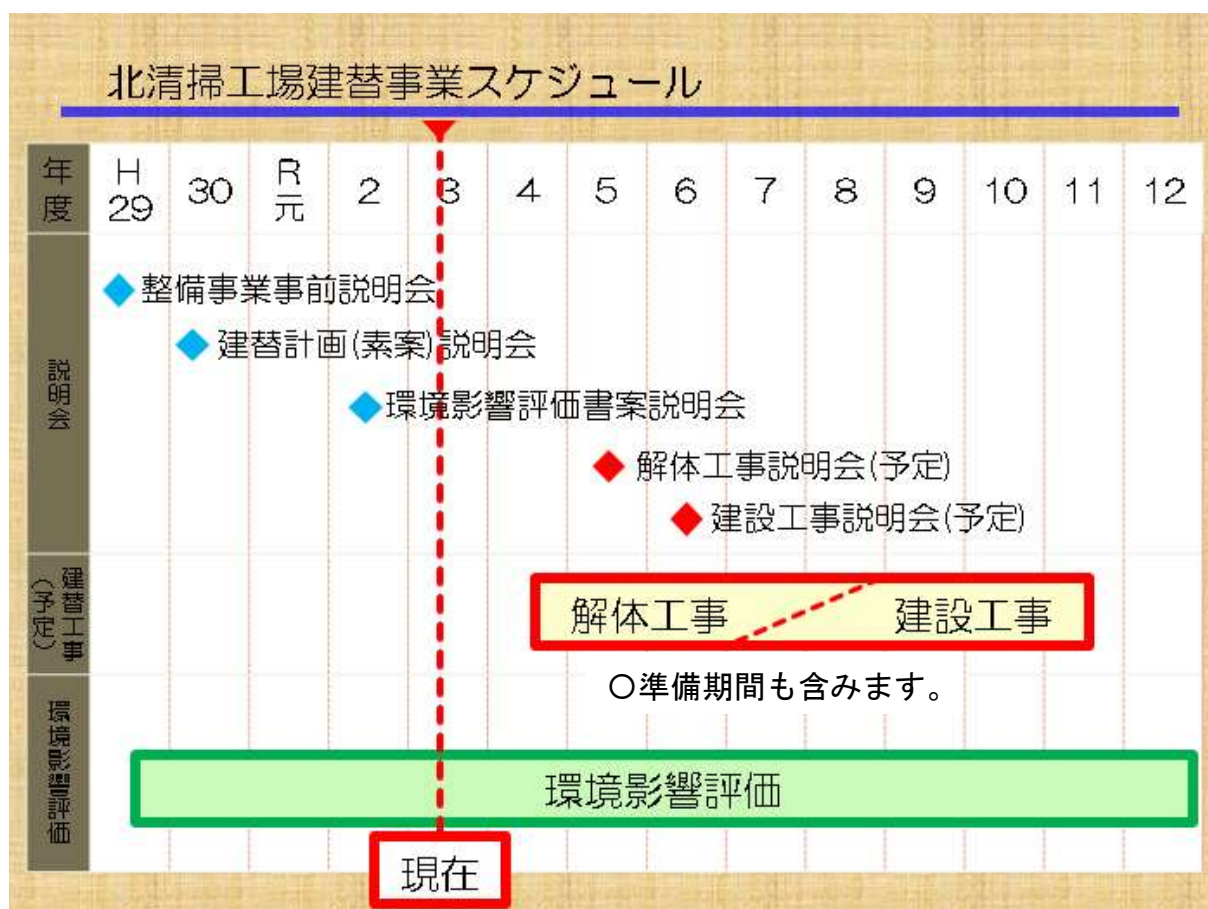 北清掃工場建替事業スケジュール
年度
H29 30 R元 2 3 4 5 6 7 8 9 10 11 12
説明会
整備事業事前説明会
建替計画(素案)説明会
環境影響評価書案説明会
解体工事説明会(予定)
建設工事説明会(予定)
建替工事
(予定)
解体工事 建設工事
〇準備期間も含みます。
環境影響評価
環境影響評価
現在